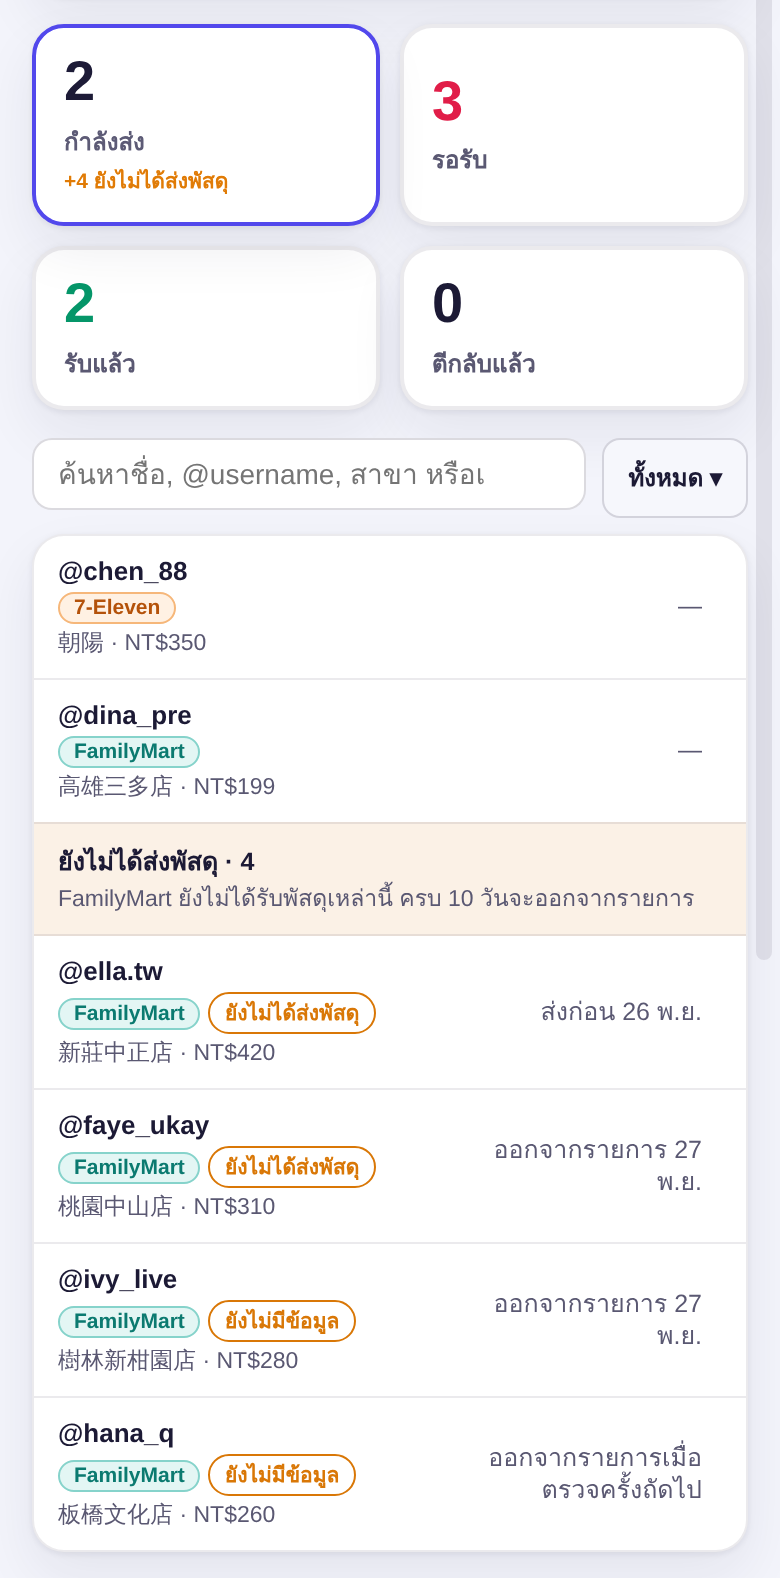 2
กำลังส่ง
+4 ยังไม่ได้ส่งพัสดุ
3
รอรับ
2
รับแล้ว
0
ตีกลับแล้ว
ค้นหาชื่อ, @username, สาขา หรือเ
ทั้งหมด ▾
@chen_88
7-Eleven
朝陽 · NT$350
—
@dina_pre
FamilyMart
高雄三多店 · NT$199
—
ยังไม่ได้ส่งพัสดุ · 4
FamilyMart ยังไม่ได้รับพัสดุเหล่านี้ ครบ 10 วันจะออกจากรายการ
@ella.tw
FamilyMart ยังไม่ได้ส่งพัสดุ
新莊中正店 · NT$420
ส่งก่อน 26 พ.ย.
@faye_ukay
FamilyMart ยังไม่ได้ส่งพัสดุ
桃園中山店 · NT$310
ออกจากรายการ 27
พ.ย.
@ivy_live
FamilyMart ยังไม่มีข้อมูล
樹林新柑園店 · NT$280
ออกจากรายการ 27
พ.ย.
@hana_q
FamilyMart ยังไม่มีข้อมูล
板橋文化店 · NT$260
ออกจากรายการเมื่อ
ตรวจครั้งถัดไป